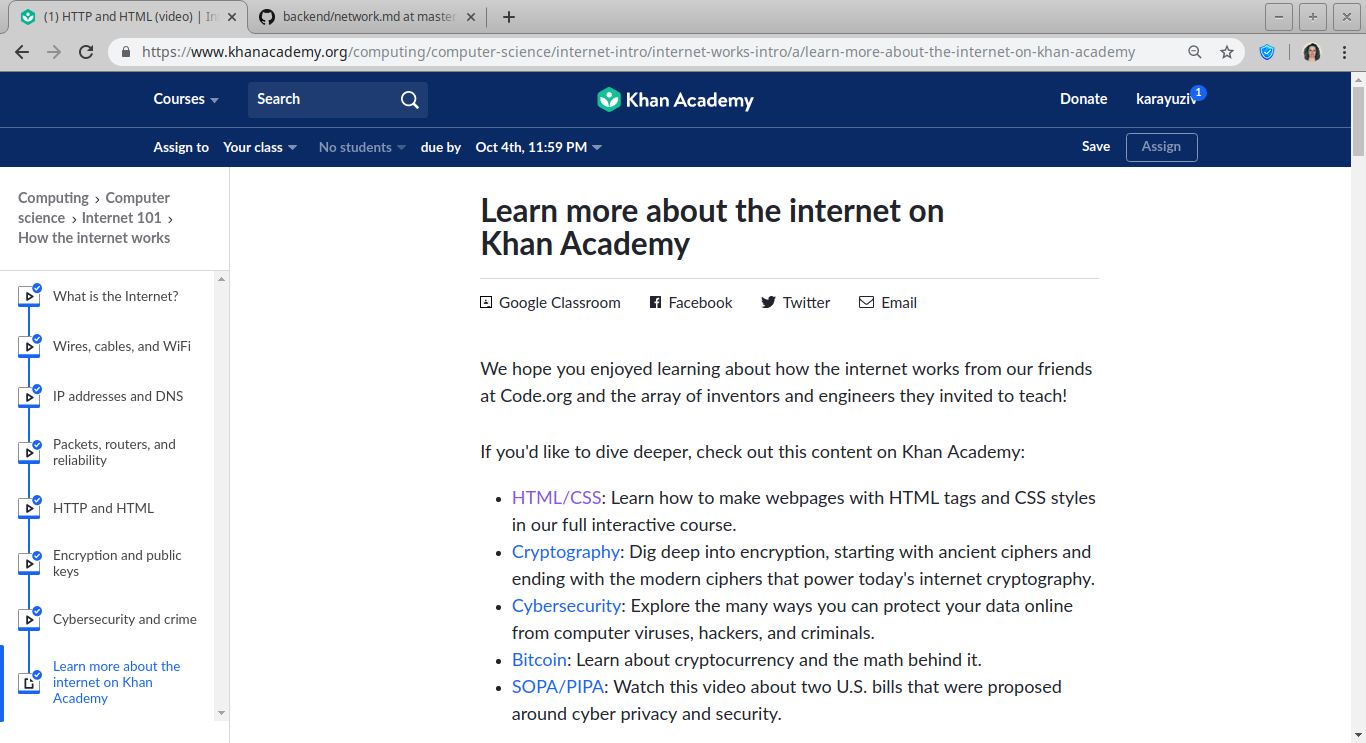 (1) HTTP and HTML (video) | In
backend/network.md at master
https://www.khanacademy.org/computing/computer-science/internet-intro/internet-works-intro/a/learn-more-about-the-internet-on-khan-academy
Courses
Search
Khan Academy
Donate
karayuziv
1
Assign to
Your class
No students
due by
Oct 4th, 11:59 PM
Save
Assign
Computing › Computer
science › Internet 101 ›
How the internet works
What is the Internet?
Wires, cables, and WiFi
IP addresses and DNS
Packets, routers, and
reliability
HTTP and HTML
Encryption and public
keys
Cybersecurity and crime
Learn more about the
internet on Khan
Academy
Learn more about the internet on
Khan Academy
Google Classroom
Facebook
Twitter
Email
We hope you enjoyed learning about how the internet works from our friends
at Code.org and the array of inventors and engineers they invited to teach!
If you'd like to dive deeper, check out this content on Khan Academy:
• HTML/CSS: Learn how to make webpages with HTML tags and CSS styles
in our full interactive course.
• Cryptography: Dig deep into encryption, starting with ancient ciphers and
ending with the modern ciphers that power today's internet cryptography.
• Cybersecurity: Explore the many ways you can protect your data online
from computer viruses, hackers, and criminals.
• Bitcoin: Learn about cryptocurrency and the math behind it.
• SOPA/PIPA: Watch this video about two U.S. bills that were proposed
around cyber privacy and security.